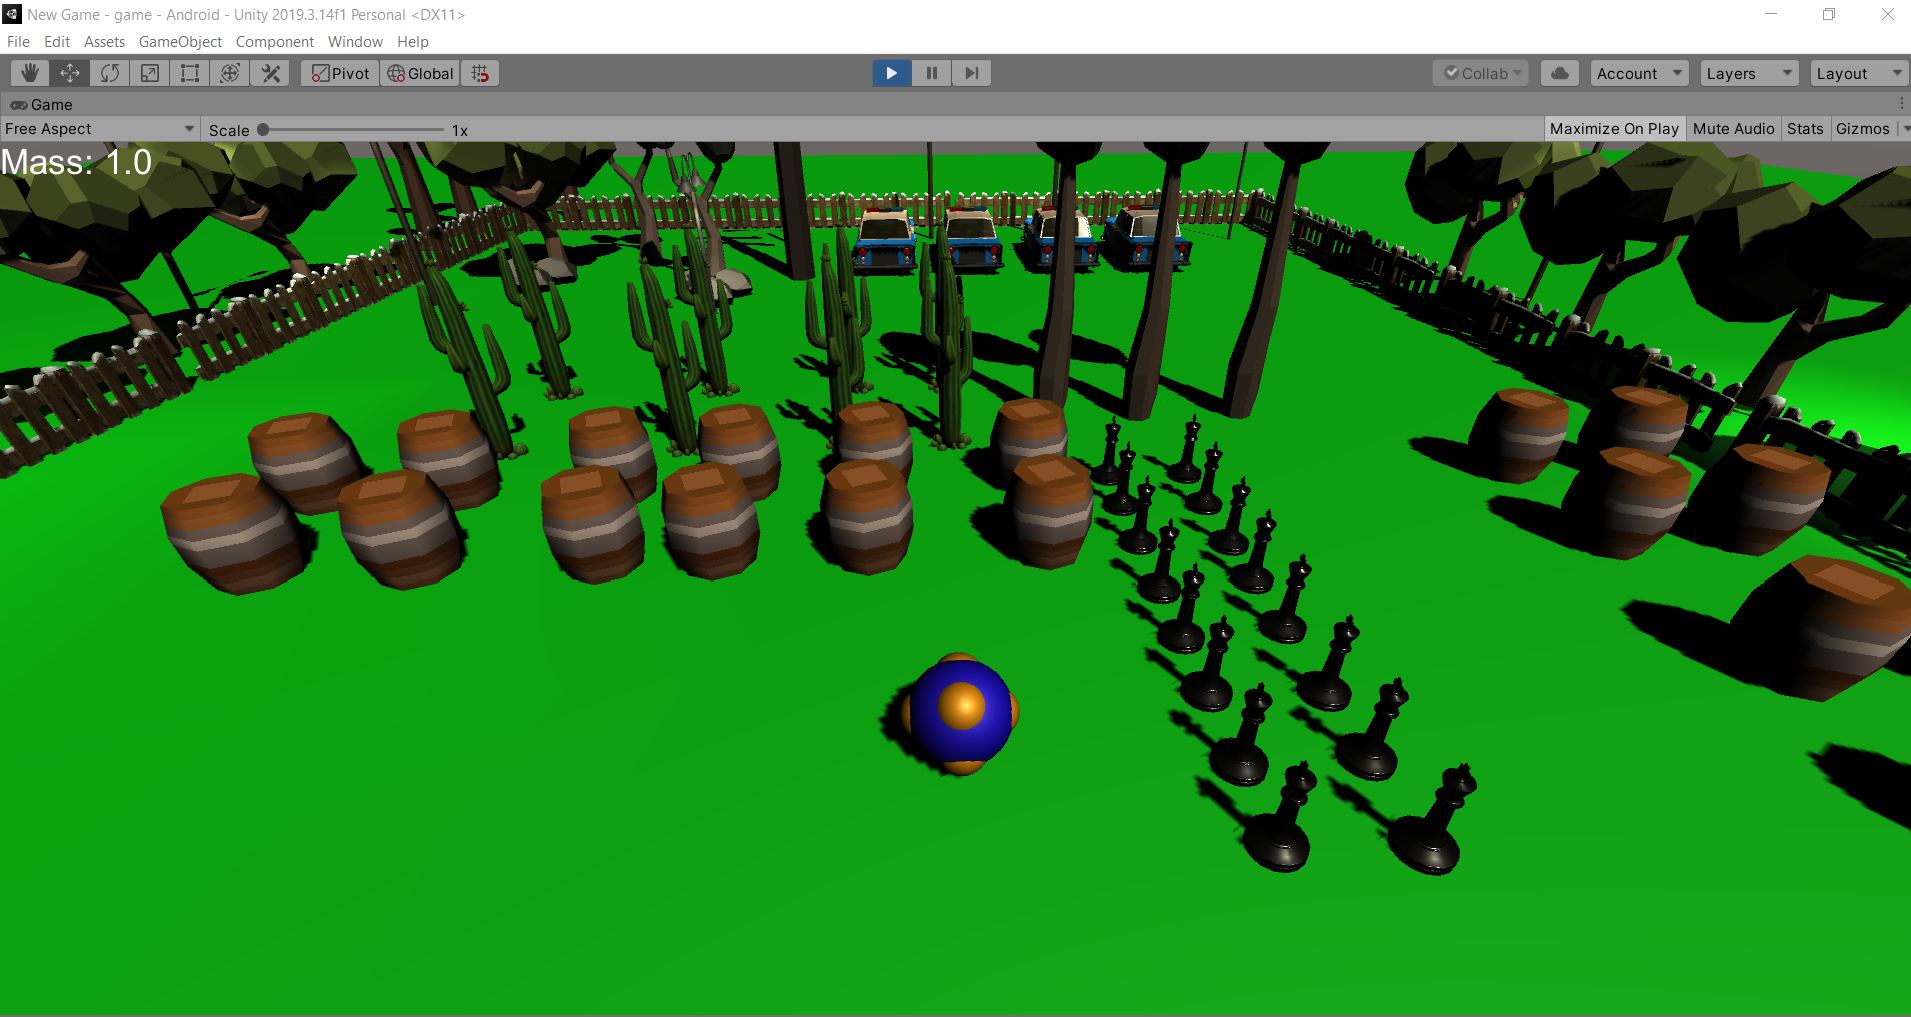 New Game - game - Android - Unity 2019.3.14f1 Personal <DX11>
File Edit Assets GameObject Component Window Help
Pivot Global Collab Account Layers Layout
Game
Free Aspect Scale 1x Maximize On Play Mute Audio Stats Gizmos
Mass: 1.0